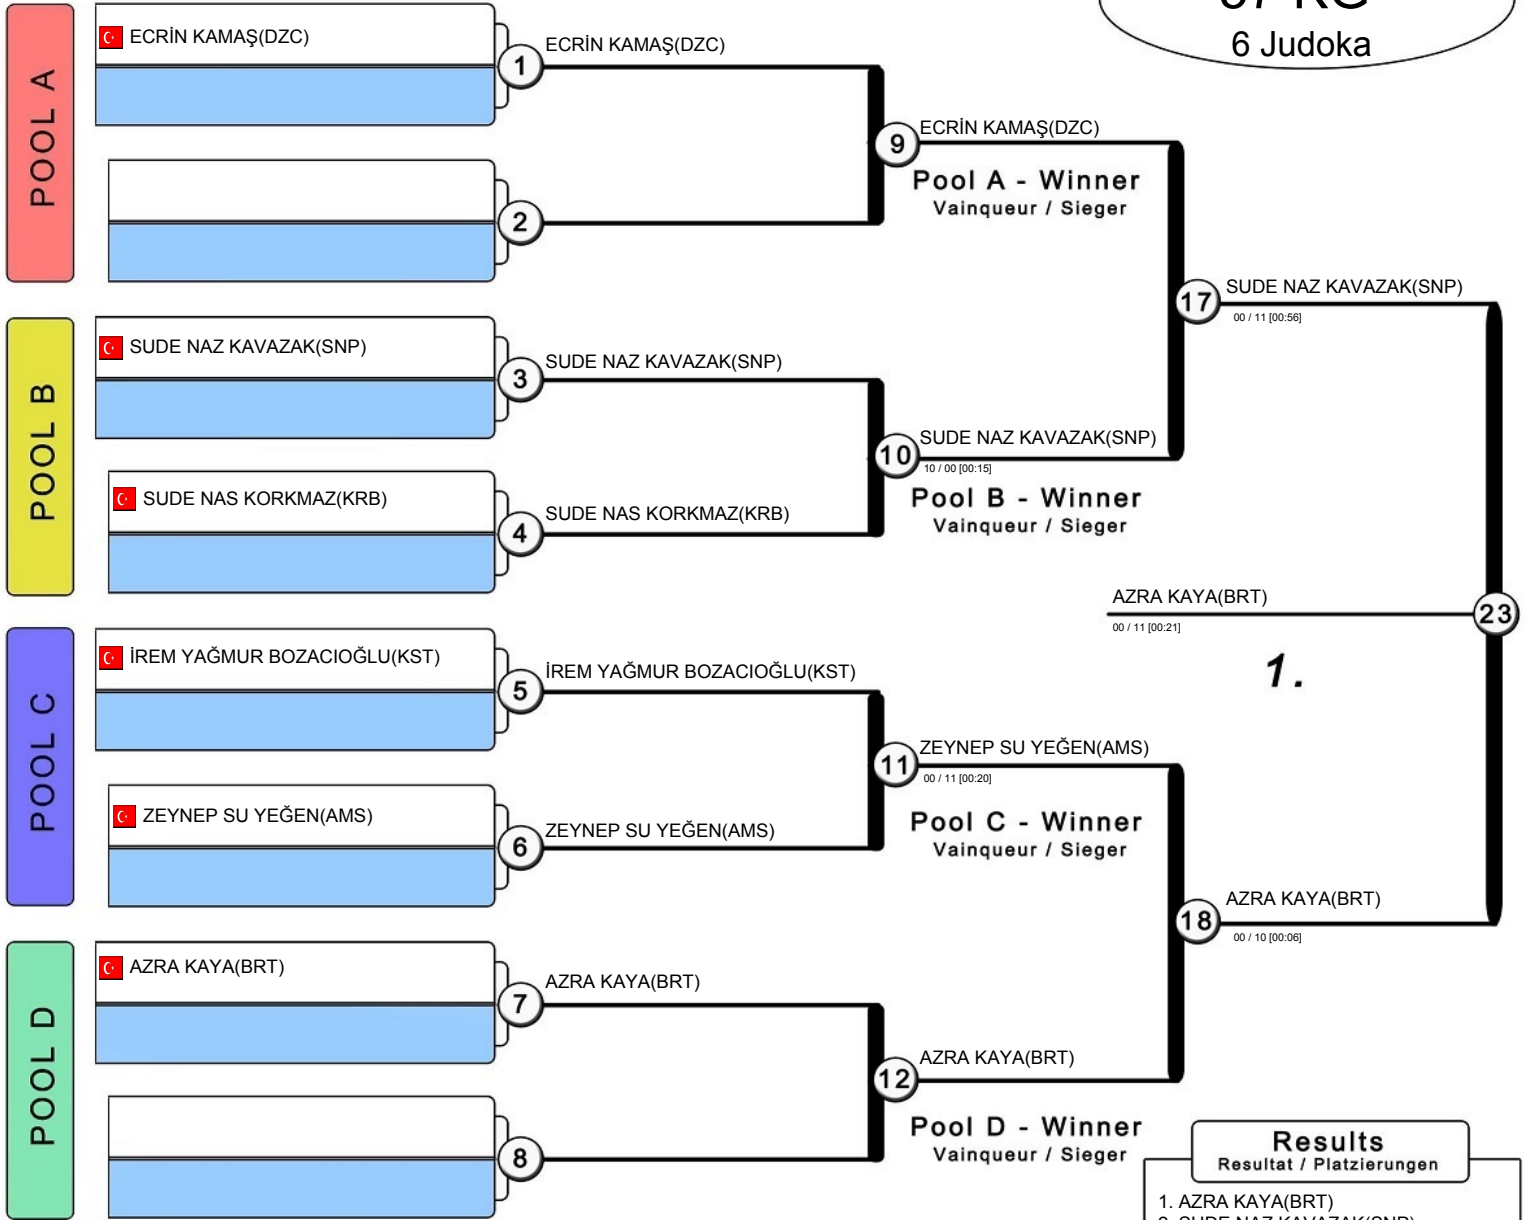 57 KG
6 Judoka
POOL A
ECRİN KAMAŞ(DZC)
1
ECRİN KAMAŞ(DZC)
2
9
ECRİN KAMAŞ(DZC)
Pool A - Winner
Vainqueur / Sieger
17
SUDE NAZ KAVAZAK(SNP)
00 / 11 [00:56]
POOL B
SUDE NAZ KAVAZAK(SNP)
3
SUDE NAZ KAVAZAK(SNP)
SUDE NAS KORKMAZ(KRB)
4
SUDE NAS KORKMAZ(KRB)
10
SUDE NAZ KAVAZAK(SNP)
10 / 00 [00:15]
Pool B - Winner
Vainqueur / Sieger
AZRA KAYA(BRT)
00 / 11 [00:21]
23
1.
POOL C
İREM YAĞMUR BOZACIOĞLU(KST)
5
İREM YAĞMUR BOZACIOĞLU(KST)
ZEYNEP SU YEĞEN(AMS)
6
ZEYNEP SU YEĞEN(AMS)
11
ZEYNEP SU YEĞEN(AMS)
00 / 11 [00:20]
Pool C - Winner
Vainqueur / Sieger
18
AZRA KAYA(BRT)
00 / 10 [00:06]
POOL D
AZRA KAYA(BRT)
7
AZRA KAYA(BRT)
8
12
AZRA KAYA(BRT)
Pool D - Winner
Vainqueur / Sieger
Results
Resultat / Platzierungen
1. AZRA KAYA(BRT)
2. SUDE NAZ KAVAZAK(SNP)